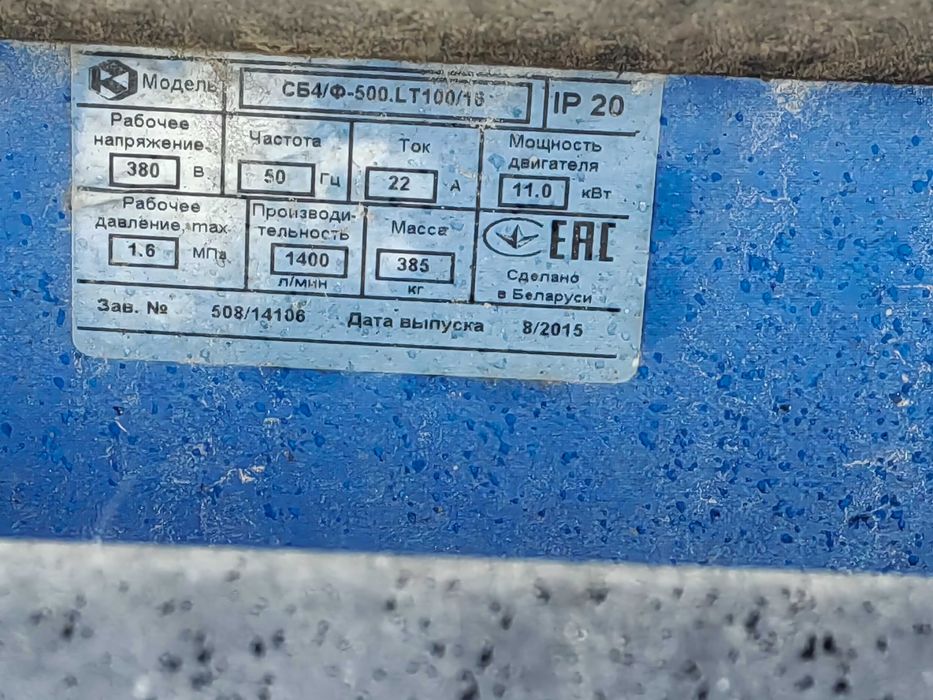 Модель СБ4/Ф-500.LT100/16 IP 20
Рабочее напряжение 380 В
Частота 50 Гц
Ток 22 А
Мощность двигателя 11.0 кВт
Рабочее давление, max 1.6 МПа
Производи-
тельность 1400 л/мин
Масса 385 кг
ЕАС
Сделано
в Беларуси
Зав. № 508/14106 Дата выпуска 8/2015